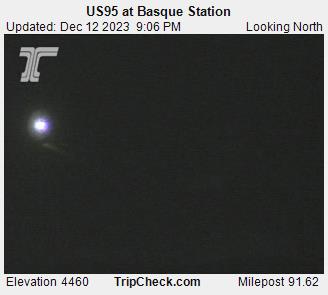 US95 at Basque Station
Updated: Dec 12 2023 9:06 PM Looking North
Elevation 4460 TripCheck.com Milepost 91.62